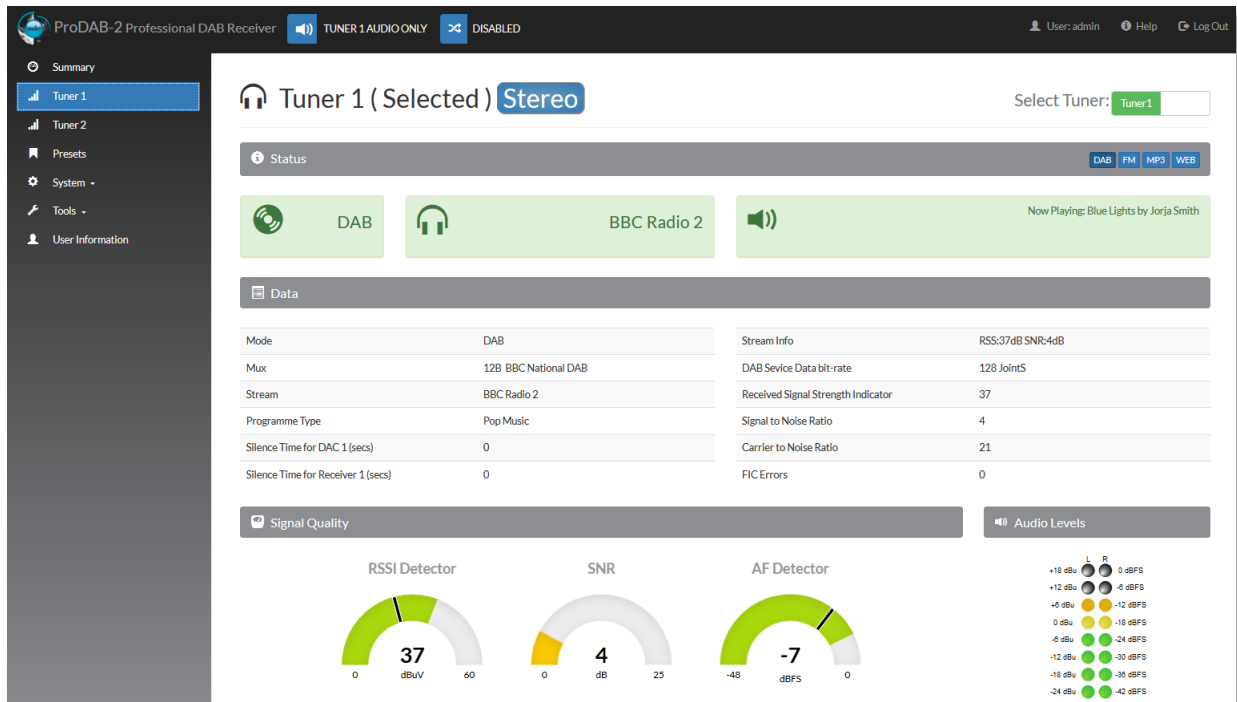 ProDAB-2 Professional DAB Receiver TUNER 1 AUDIO ONLY DISABLED User: admin Help Log Out
Summary
Tuner 1
Tuner 2
Presets
System
Tools
User Information
Tuner 1 ( Selected ) Stereo
Select Tuner: Tuner1
Status
DAB FM MP3 WEB
DAB
BBC Radio 2
Now Playing: Blue Lights by Jorja Smith
Data
Mode DAB
Mux 12B BBC National DAB
Stream BBC Radio 2
Programme Type Pop Music
Silence Time for DAC 1 (secs) 0
Silence Time for Receiver 1 (secs) 0
Stream Info RSS:37dB SNR:4dB
DAB Sevice Data bit-rate 128 JointS
Received Signal Strength Indicator 37
Signal to Noise Ratio 4
Carrier to Noise Ratio 21
FIC Errors 0
Signal Quality
RSSI Detector
37
0 dBuV 60
SNR
4
0 dB 25
AF Detector
-7
-48 dBFS 0
Audio Levels
L R
+18 dBu 0 dBFS
+12 dBu -6 dBFS
+6 dBu -12 dBFS
0 dBu -18 dBFS
-6 dBu -24 dBFS
-12 dBu -30 dBFS
-18 dBu -36 dBFS
-24 dBu -42 dBFS